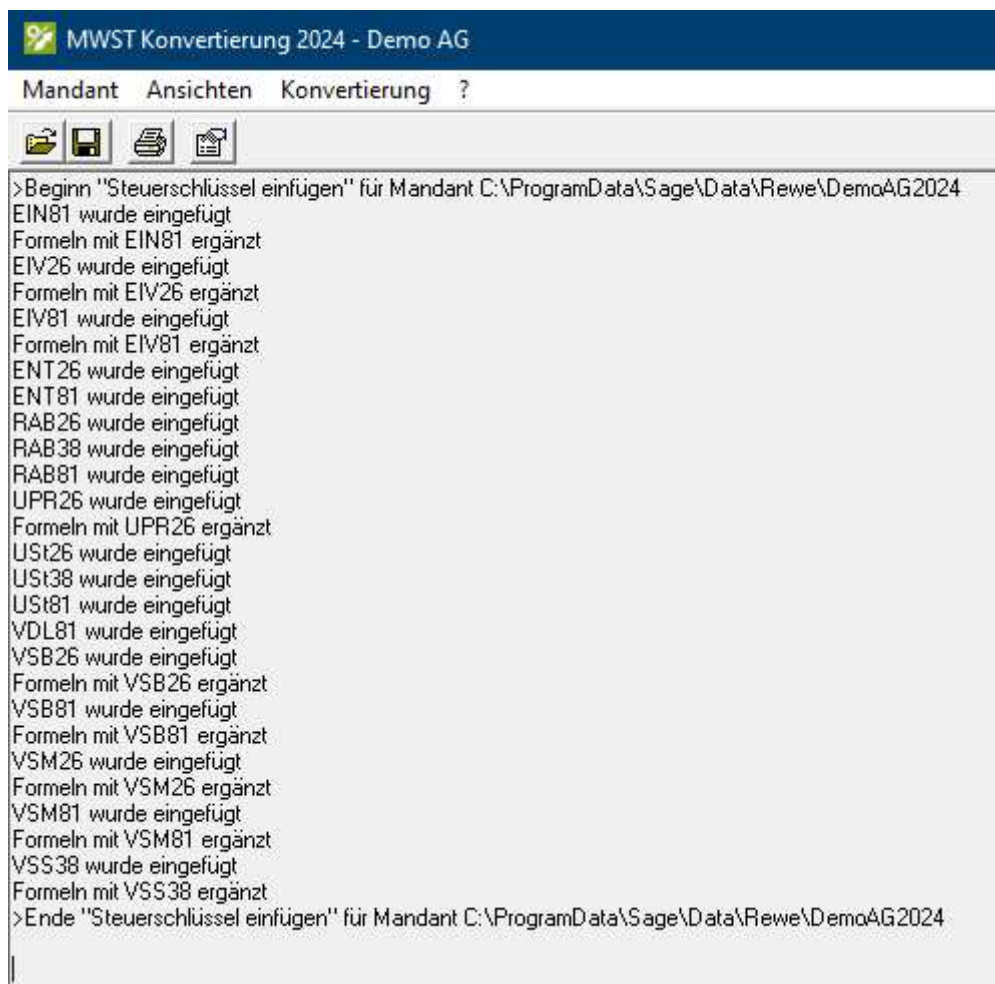 MWST Konvertierung 2024 - Demo AG
Mandant Ansichten Konvertierung ?
>Beginn "Steuerschlüssel einfügen" für Mandant C:\ProgramData\Sage\Data\Rewe\DemoAG2024
EIN81 wurde eingefügt
Formeln mit EIN81 ergänzt
EIV26 wurde eingefügt
Formeln mit EIV26 ergänzt
EIV81 wurde eingefügt
Formeln mit EIV81 ergänzt
ENT26 wurde eingefügt
ENT81 wurde eingefügt
RAB26 wurde eingefügt
RAB38 wurde eingefügt
RAB81 wurde eingefügt
UPR26 wurde eingefügt
Formeln mit UPR26 ergänzt
USt26 wurde eingefügt
USt38 wurde eingefügt
USt81 wurde eingefügt
VDL81 wurde eingefügt
VSB26 wurde eingefügt
Formeln mit VSB26 ergänzt
VSB81 wurde eingefügt
Formeln mit VSB81 ergänzt
VSM26 wurde eingefügt
Formeln mit VSM26 ergänzt
VSM81 wurde eingefügt
Formeln mit VSM81 ergänzt
VSS38 wurde eingefügt
Formeln mit VSS38 ergänzt
>Ende "Steuerschlüssel einfügen" für Mandant C:\ProgramData\Sage\Data\Rewe\DemoAG2024